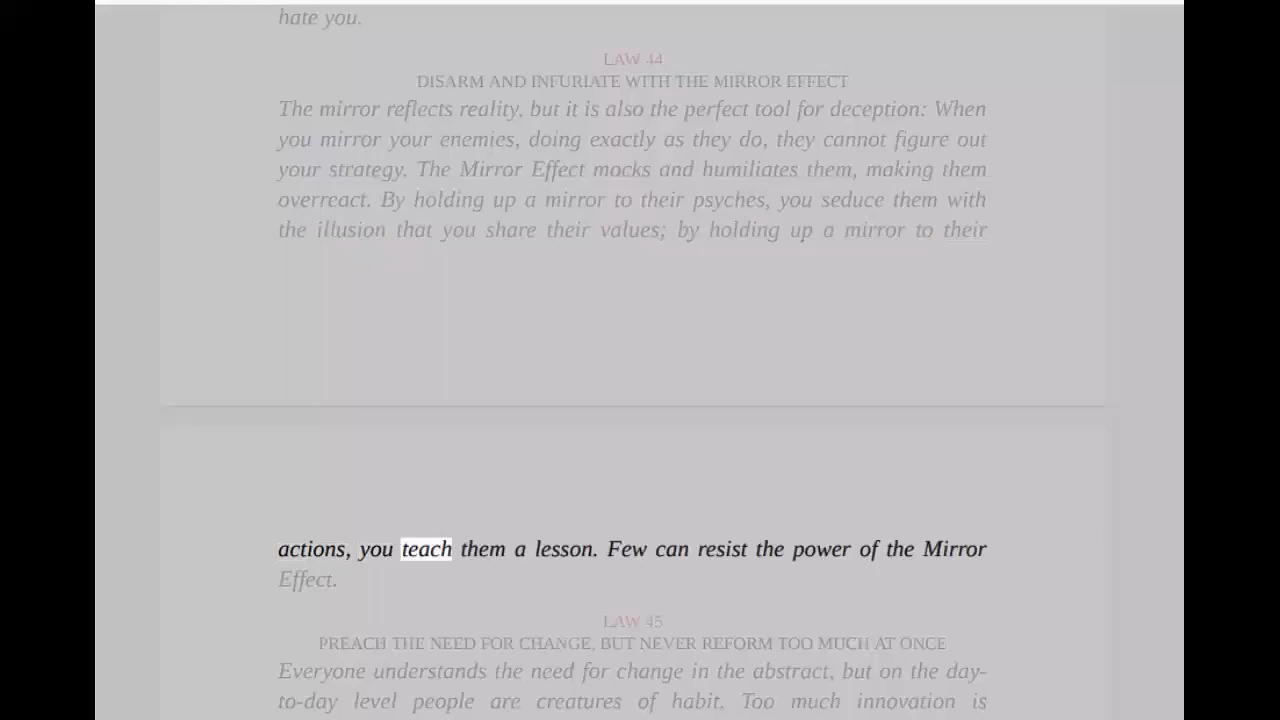 hate you.
LAW 44
DISARM AND INFURIATE WITH THE MIRROR EFFECT
The mirror reflects reality, but it is also the perfect tool for deception: When
you mirror your enemies, doing exactly as they do, they cannot figure out
your strategy. The Mirror Effect mocks and humiliates them, making them
overreact. By holding up a mirror to their psyches, you seduce them with
the illusion that you share their values; by holding up a mirror to their
actions, you teach them a lesson. Few can resist the power of the Mirror
Effect.
LAW 45
PREACH THE NEED FOR CHANGE, BUT NEVER REFORM TOO MUCH AT ONCE
Everyone understands the need for change in the abstract, but on the day-
to-day level people are creatures of habit. Too much innovation is